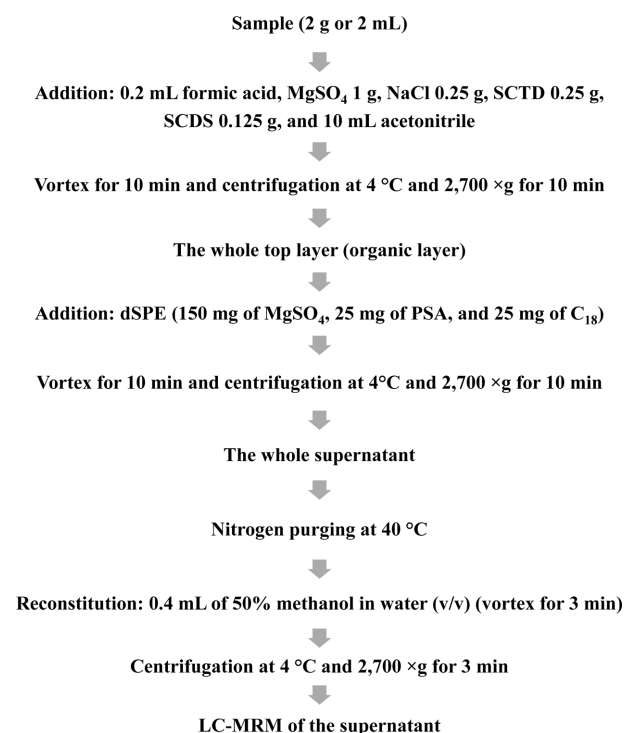 Sample (2 g or 2 mL)
Addition: 0.2 mL formic acid, MgSO₄ 1 g, NaCl 0.25 g, SCTD 0.25 g,
SCDS 0.125 g, and 10 mL acetonitrile
Vortex for 10 min and centrifugation at 4 °C and 2,700 ×g for 10 min
The whole top layer (organic layer)
Addition: dSPE (150 mg of MgSO₄, 25 mg of PSA, and 25 mg of C₁₈)
Vortex for 10 min and centrifugation at 4°C and 2,700 ×g for 10 min
The whole supernatant
Nitrogen purging at 40 °C
Reconstitution: 0.4 mL of 50% methanol in water (v/v) (vortex for 3 min)
Centrifugation at 4 °C and 2,700 ×g for 3 min
LC-MRM of the supernatant